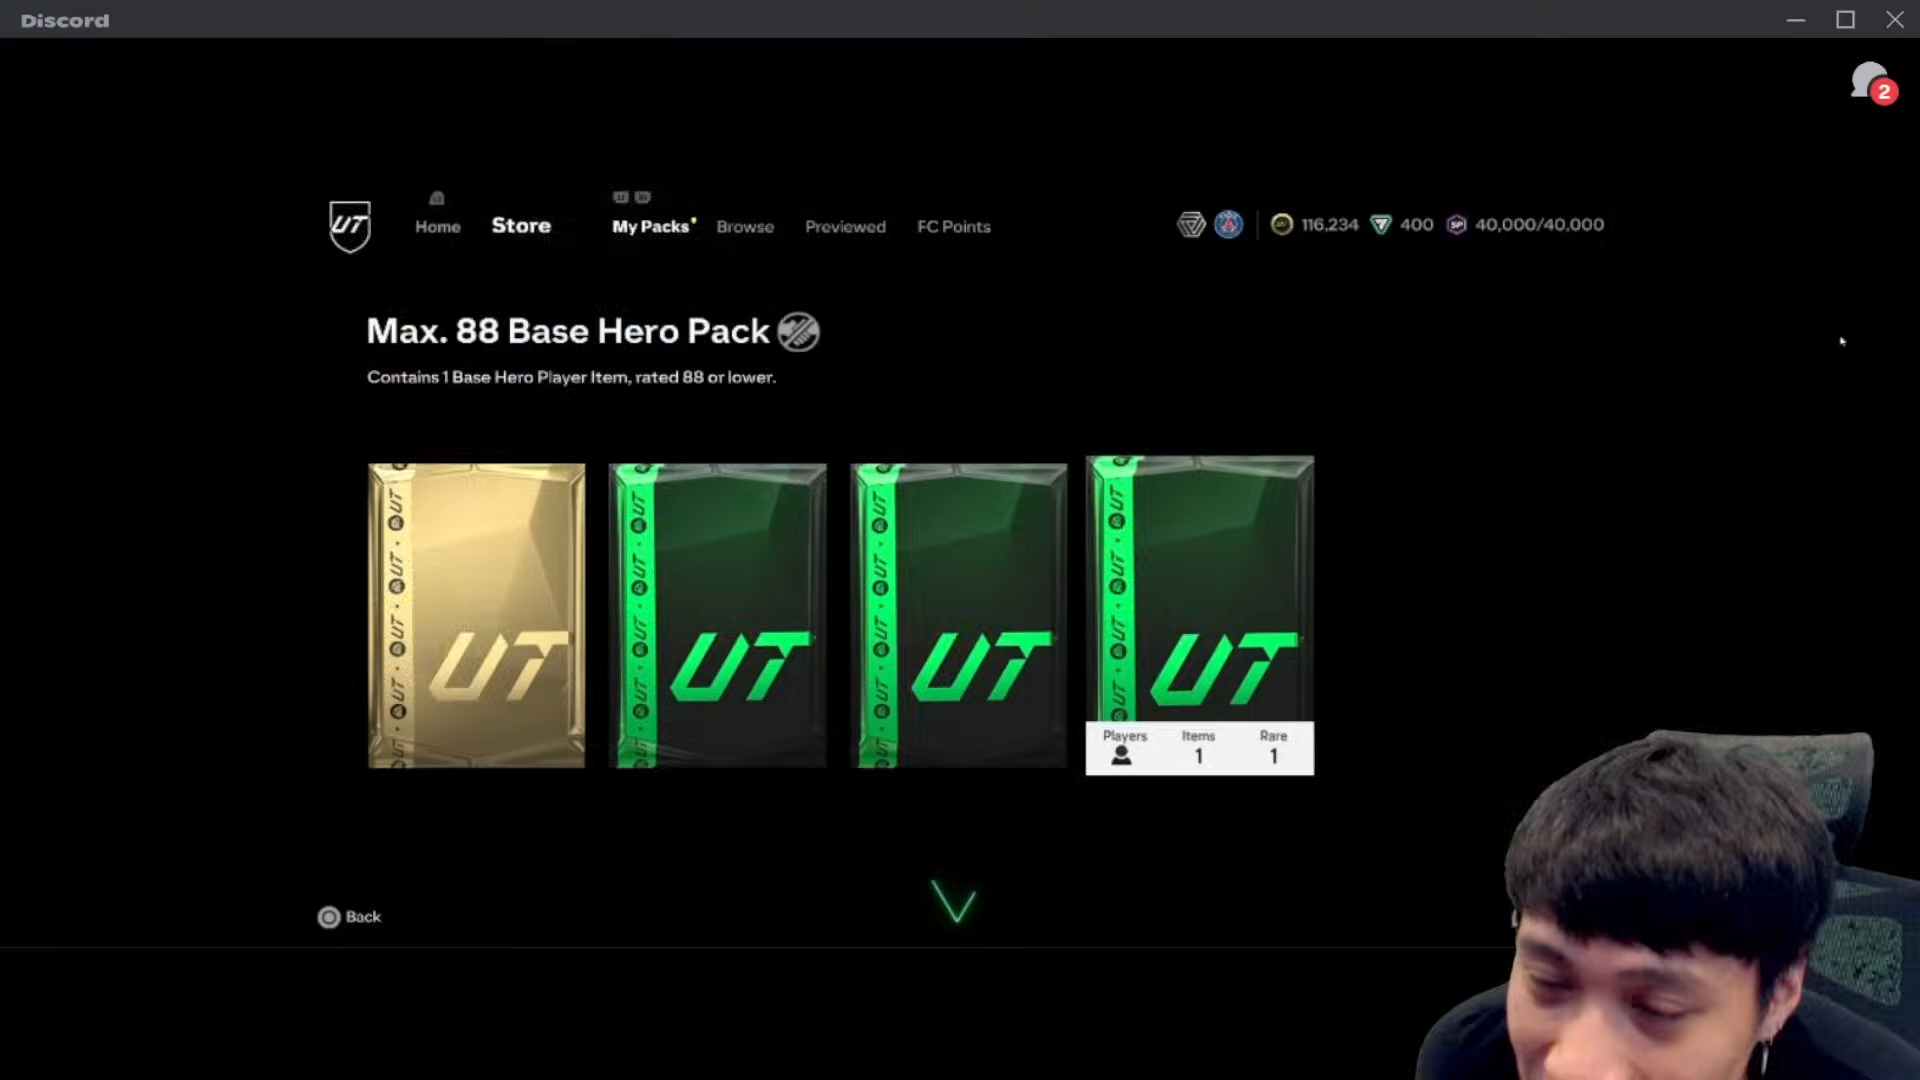 Discord
2
UT
Home
Store
My Packs
Browse
Previewed
FC Points
116,234
400
SP
40,000/40,000
Max. 88 Base Hero Pack
Contains 1 Base Hero Player Item, rated 88 or lower.
UT
UT
UT
UT
Players
Items
Rare
1
1
Back